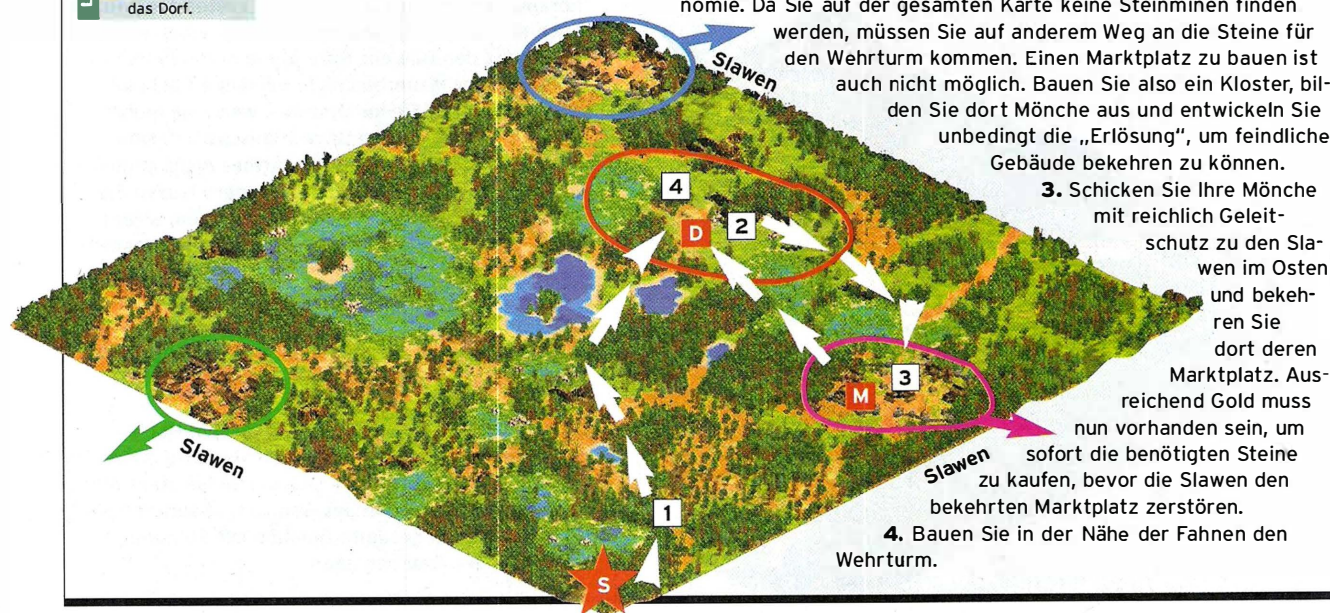 das Dorf.
nomie. Da Sie auf der gesamten Karte keine Steinminen finden
werden, müssen Sie auf anderem Weg an die Steine für
den Wehrturm kommen. Einen Marktplatz zu bauen ist
auch nicht möglich. Bauen Sie also ein Kloster, bil-
den Sie dort Mönche aus und entwickeln Sie
unbedingt die „Erlösung“, um feindliche
Gebäude bekehren zu können.
3. Schicken Sie Ihre Mönche
mit reichlich Geleit-
schutz zu den Sla-
wen im Osten
und bekeh-
ren Sie
dort deren
Marktplatz. Aus-
reichend Gold muss
nun vorhanden sein, um
sofort die benötigten Steine
zu kaufen, bevor die Slawen den
bekehrten Marktplatz zerstören.
4. Bauen Sie in der Nähe der Fahnen den
Wehrturm.
Slawen
4
2
D
3
M
Slawen
Slawen
1
S